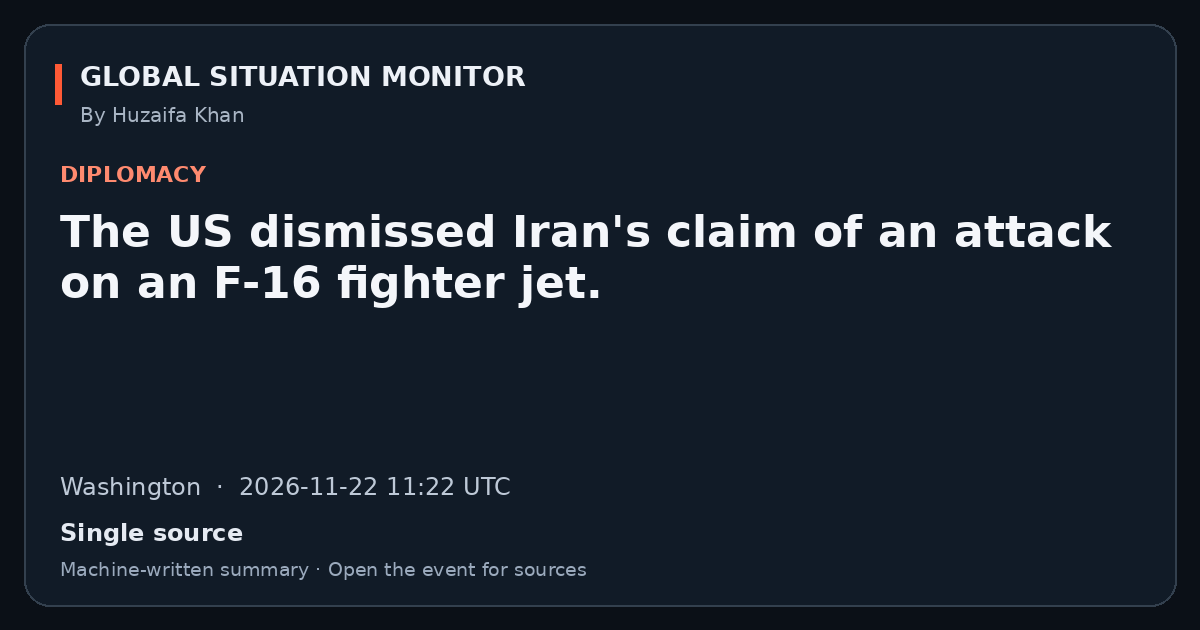 GLOBAL SITUATION MONITOR
By Huzaifa Khan
DIPLOMACY
The US dismissed Iran's claim of an attack
on an F-16 fighter jet.
Washington · 2026-11-22 11:22 UTC
Single source
Machine-written summary · Open the event for sources